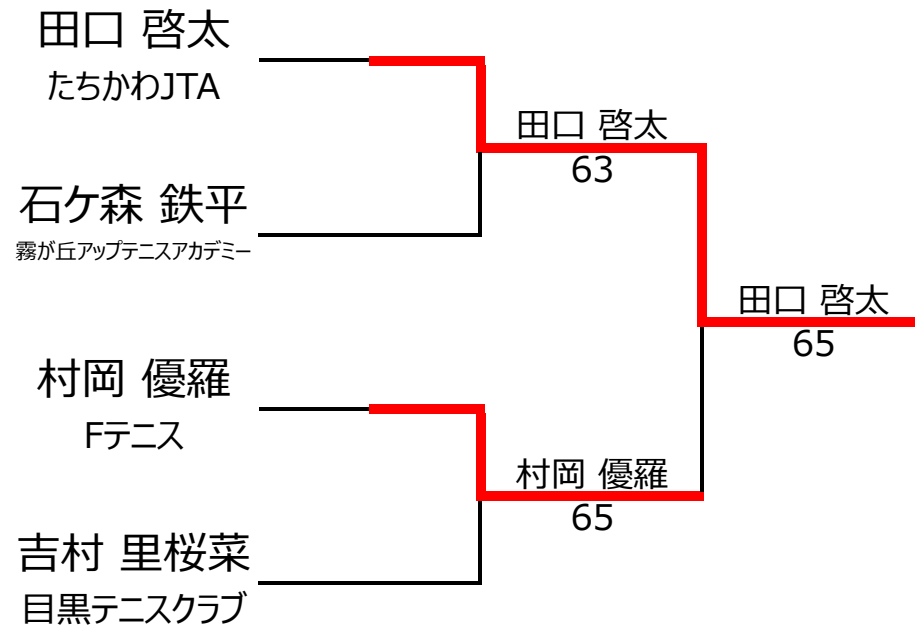 田口 啓太
たちかわJTA
田口 啓太
63
石ケ森 鉄平
霧が丘アップテニスアカデミー
田口 啓太
65
村岡 優羅
Fテニス
村岡 優羅
65
吉村 里桜菜
目黒テニスクラブ